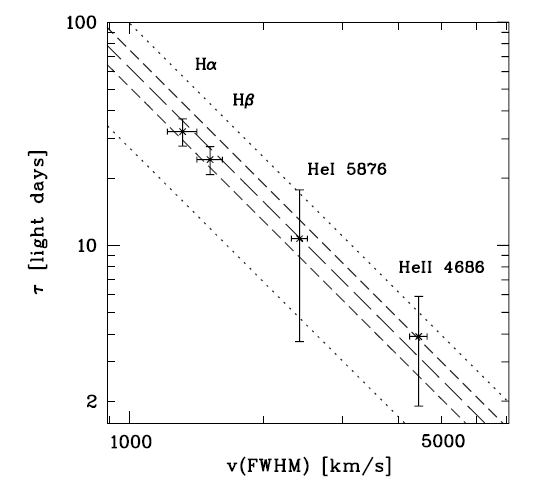 100
Hα
Hβ
HeI 5876
τ [light days]
10
HeII 4686
2
1000
5000
v(FWHM) [km/s]